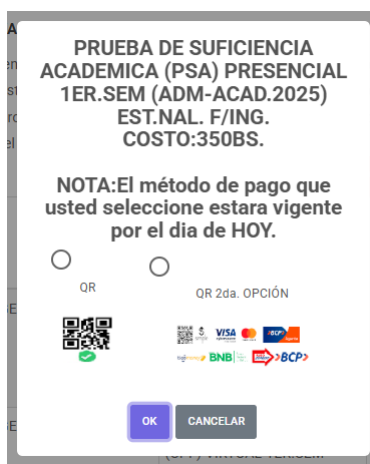 PRUEBA DE SUFICIENCIA
ACADEMICA (PSA) PRESENCIAL
1ER.SEM (ADM-ACAD.2025)
EST.NAL. F/ING.
COSTO:350BS.
NOTA:El método de pago que
usted seleccione estara vigente
por el dia de HOY.
QR
QR 2da. OPCIÓN
VISA BCP
BNB >BCP>
OK CANCELAR